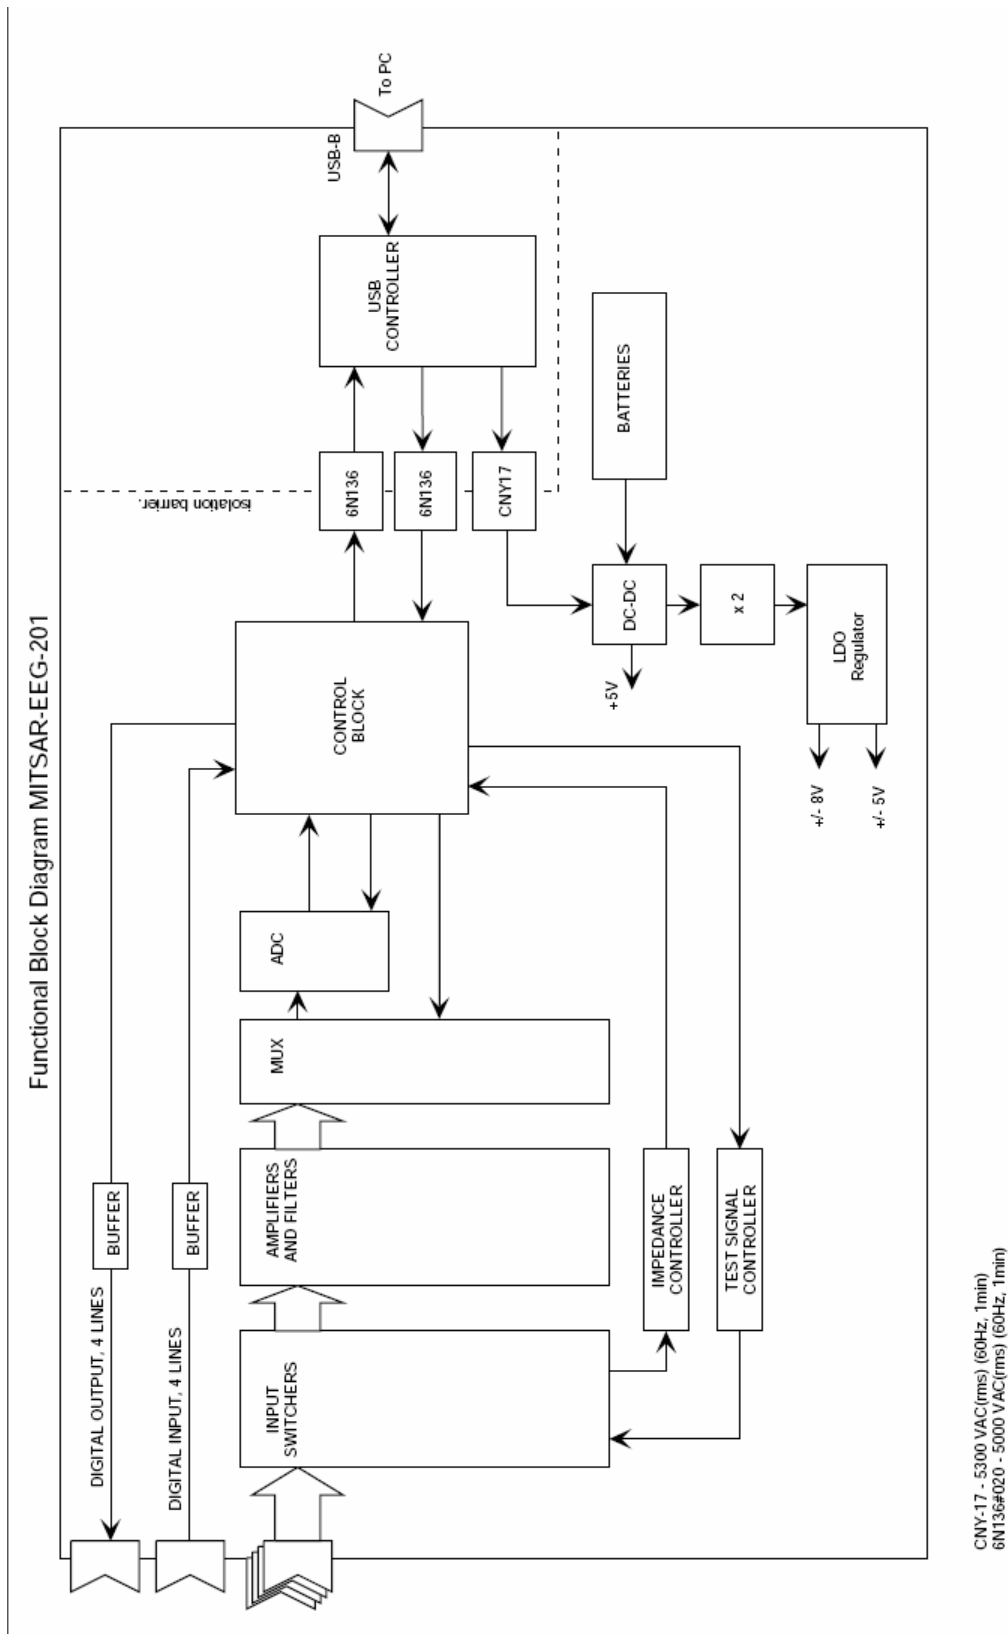 Functional Block Diagram MITSAR-EEG-201
DIGITAL OUTPUT, 4 LINES
BUFFER
DIGITAL INPUT, 4 LINES
BUFFER
isolation barrier.
USB-B
To PC
INPUT
SWITCHERS
AMPLIFIERS
AND FILTERS
MUX
ADC
CONTROL
BLOCK
6N136
6N136
CNY17
USB
CONTROLLER
IMPEDANCE
CONTROLLER
TEST SIGNAL
CONTROLLER
+5V
DC-DC
BATTERIES
x 2
+/- 8V
+/- 5V
LDO
Regulator
CNY-17 - 5300 VAC(rms) (60Hz, 1min)
6N136#020 - 5000 VAC(rms) (60Hz, 1min)